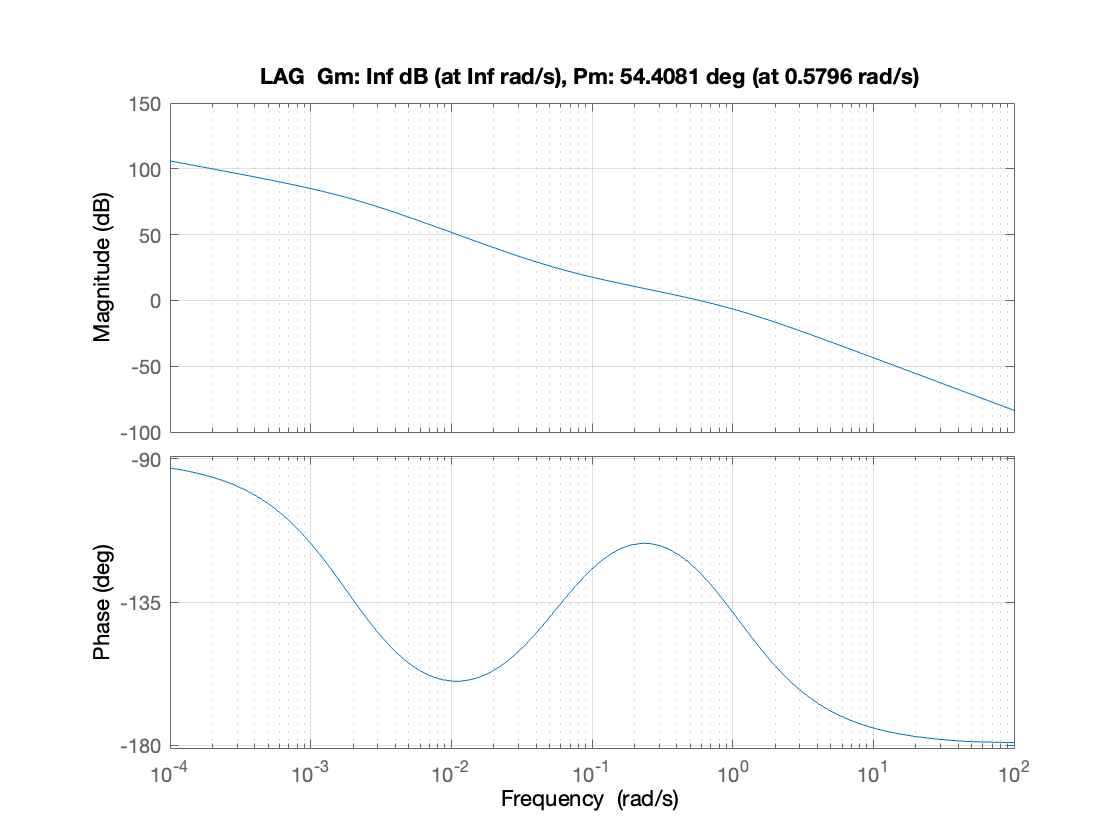 LAG  Gm: Inf dB (at Inf rad/s), Pm: 54.4081 deg (at 0.5796 rad/s)
150
100
50
0
-50
-100
Magnitude (dB)
-90
-135
-180
Phase (deg)
10^-4 10^-3 10^-2 10^-1 10^0 10^1 10^2
Frequency  (rad/s)